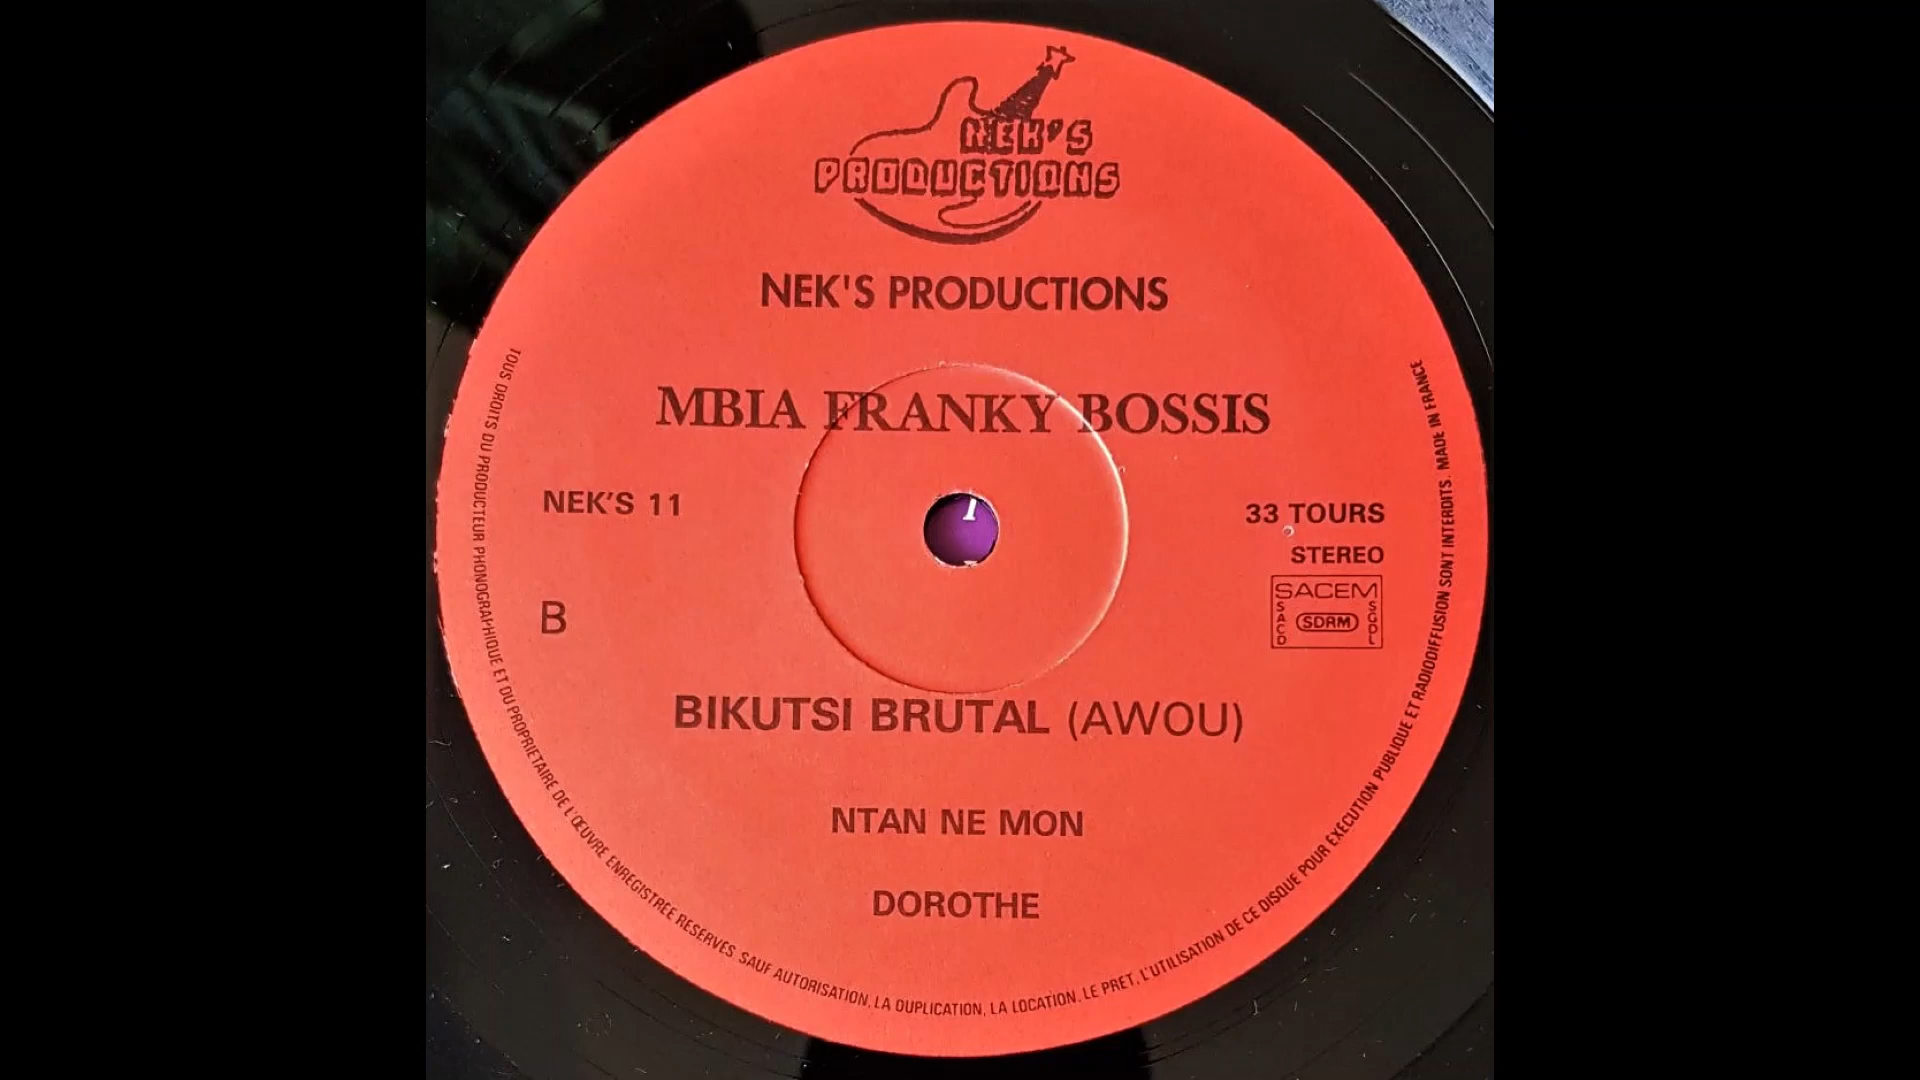 NEK'S
PRODUCTIONS
NEK'S PRODUCTIONS
MBIA FRANKY BOSSIS
NEK'S 11
33 TOURS
STEREO
SACEM
SACD
SDRM
SGDL
B
BIKUTSI BRUTAL (AWOU)
NTAN NE MON
DOROTHE
TOUS DROITS DU PRODUCTEUR PHONOGRAPHIQUE ET DU PROPRIETAIRE DE L'ŒUVRE ENREGISTRÉE RESERVES SAUF AUTORISATION, LA DUPLICATION, LA LOCATION, LE PRET, L'UTILISATION DE CE DISQUE POUR EXECUTION PUBLIQUE ET RADIODIFFUSION SONT INTERDITS. MADE IN FRANCE